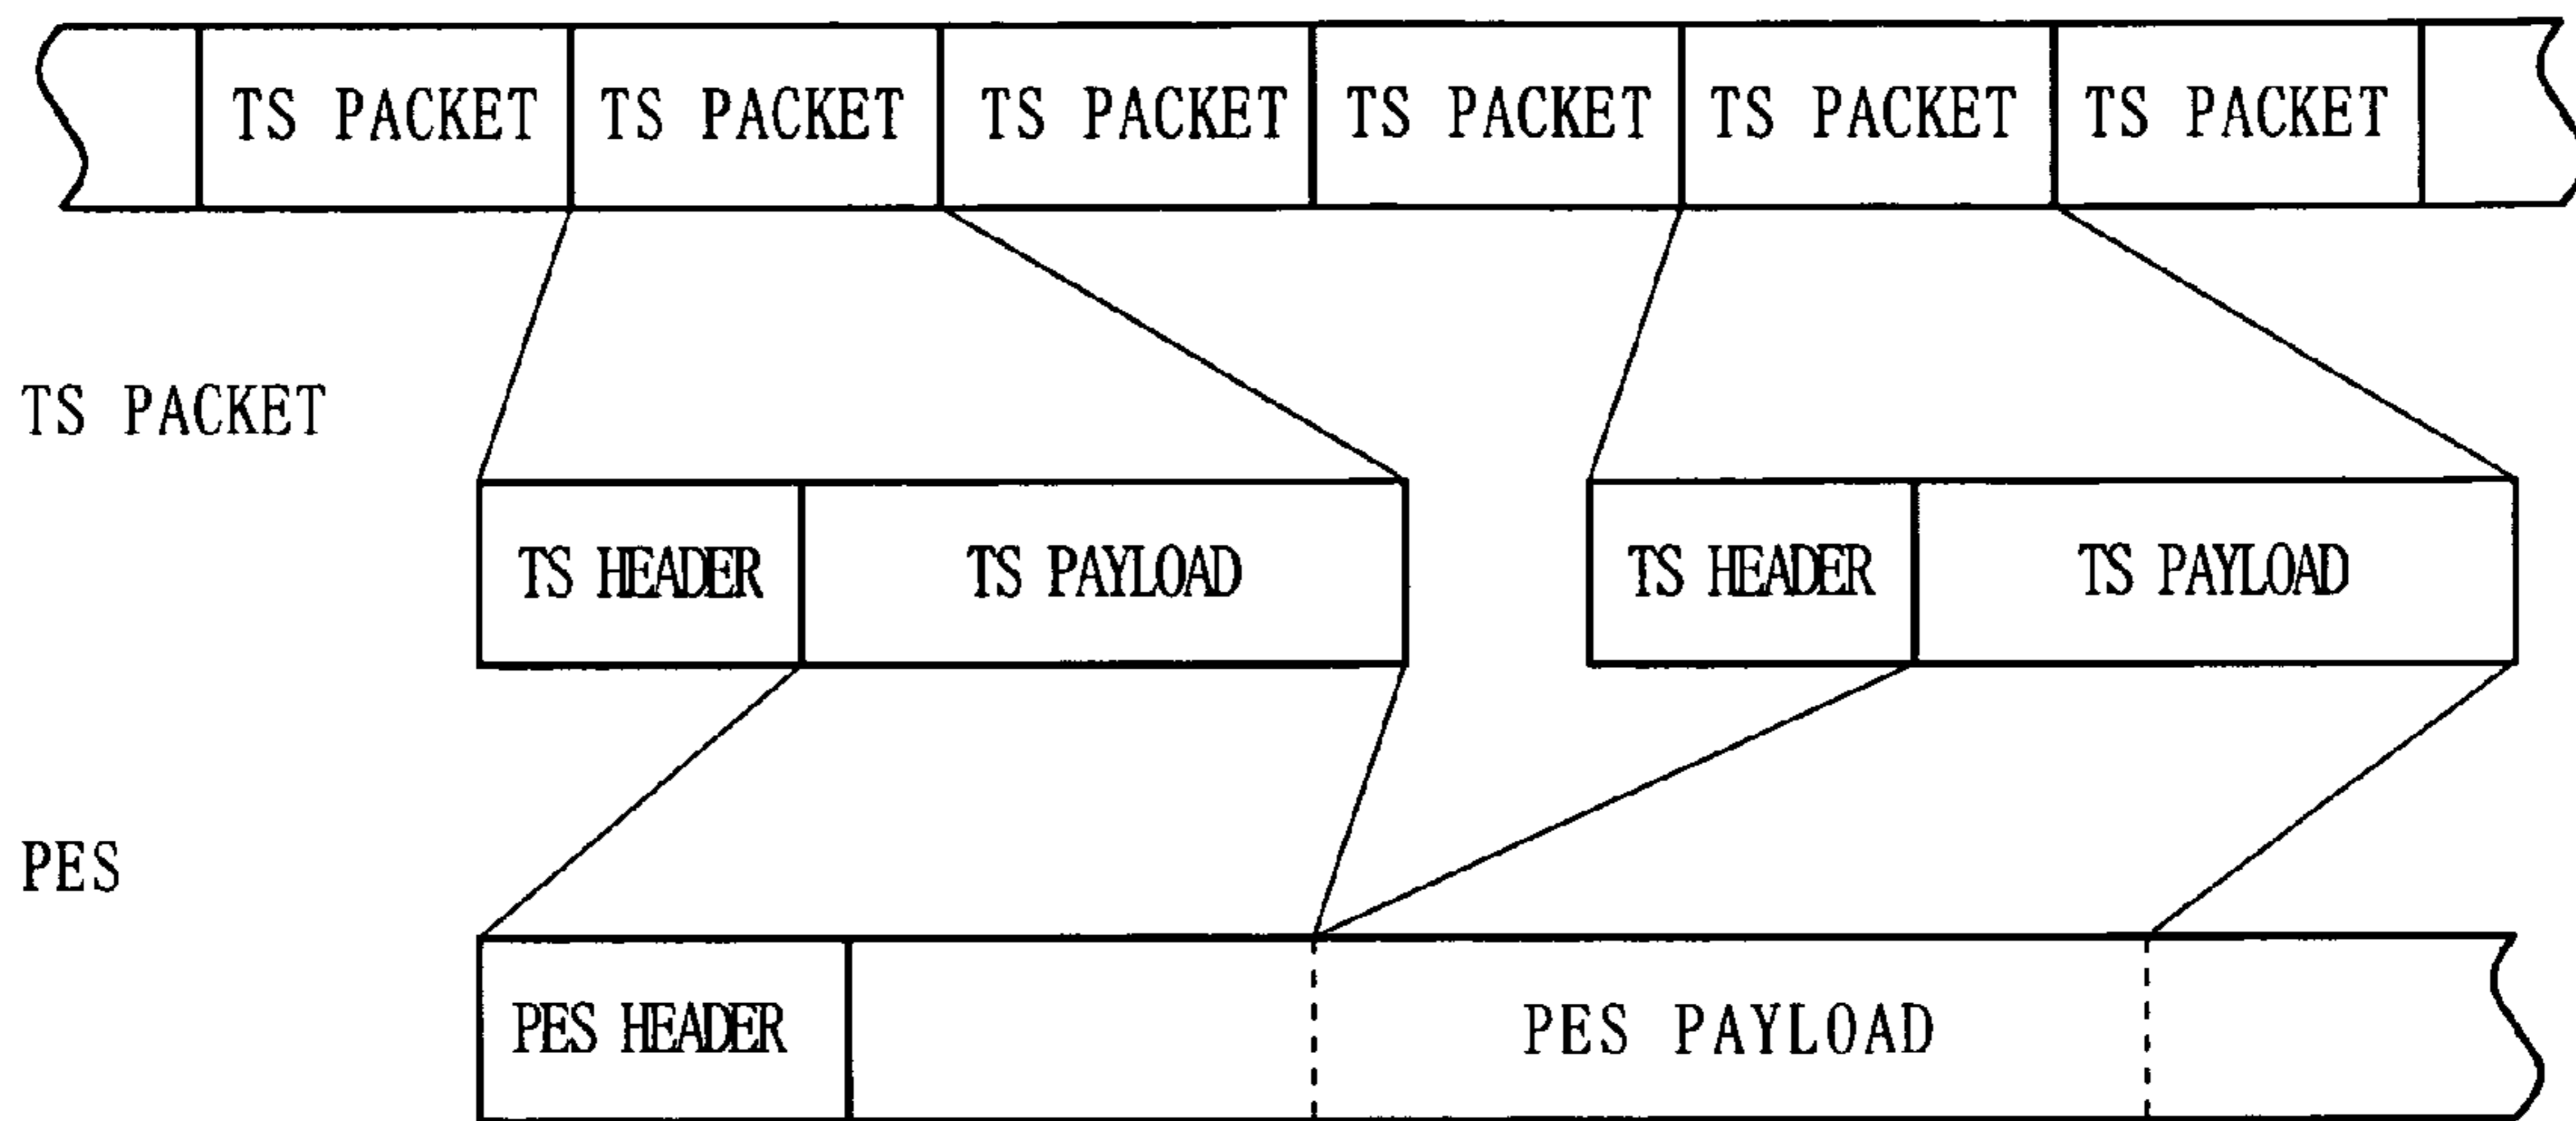 TS PACKET TS PACKET TS PACKET TS PACKET TS PACKET TS PACKET
TS PACKET
TS HEADER TS PAYLOAD TS HEADER TS PAYLOAD
PES
PES HEADER PES PAYLOAD